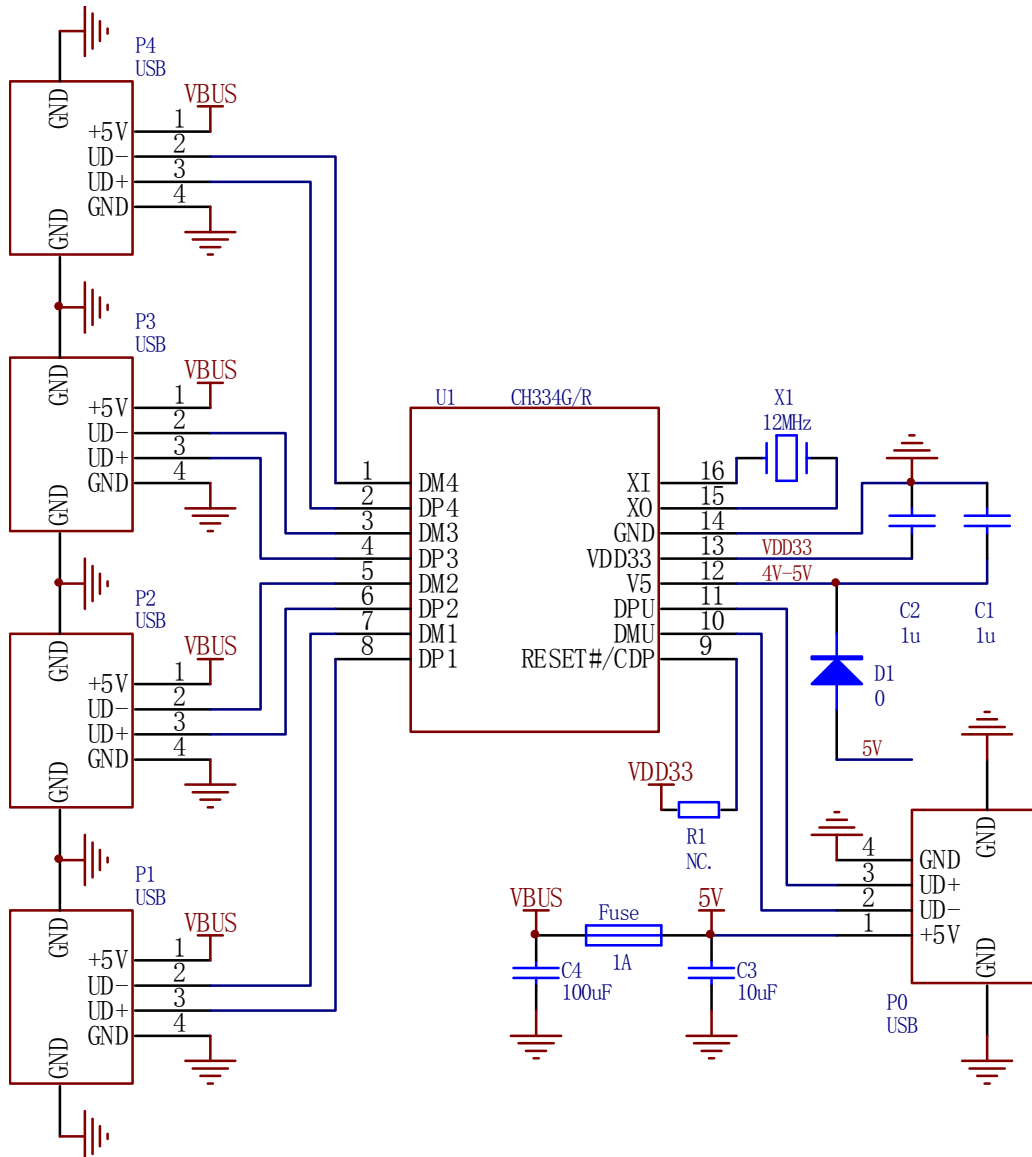 P4
USB
GND
VBUS
+5V
1
UD-
2
UD+
3
GND
4
GND
P3
USB
GND
VBUS
+5V
1
UD-
2
UD+
3
GND
4
GND
P2
USB
GND
VBUS
+5V
1
UD-
2
UD+
3
GND
4
GND
P1
USB
GND
VBUS
+5V
1
UD-
2
UD+
3
GND
4
GND
U1
CH334G/R
1
DM4
2
DP4
3
DM3
4
DP3
5
DM2
6
DP2
7
DM1
8
DP1
XI
16
XO
15
GND
14
VDD33
13
V5
12
DPU
11
DMU
10
RESET#/CDP
9
X1
12MHz
VDD33
4V-5V
C2
1u
C1
1u
D1
0
5V
VDD33
R1
NC.
VBUS
Fuse
1A
5V
C4
100uF
C3
10uF
GND
4
GND
3
UD+
2
UD-
1
+5V
GND
P0
USB